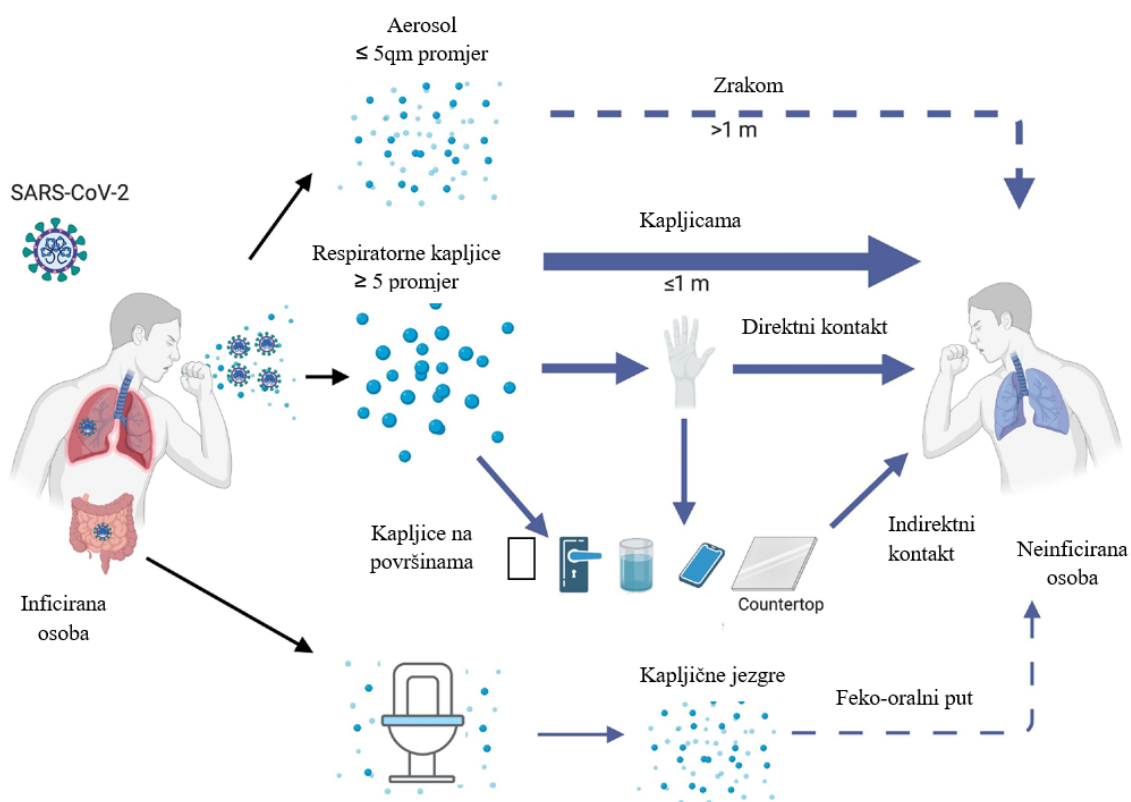 Aerosol
≤ 5qm promjer
Zrakom
>1 m
SARS-CoV-2
Kapljicama
Respiratorne kapljice
≥ 5 promjer
≤1 m
Direktni kontakt
Kapljice na
površinama
Indirektni
kontakt
Neinficirana
osoba
Countertop
Inficirana
osoba
Kapljične jezgre
Feko-oralni put